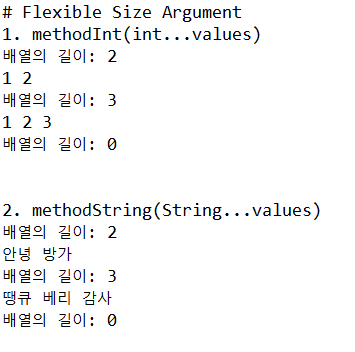 # Flexible Size Argument
1. methodInt(int...values)
배열의 길이: 2
1 2
배열의 길이: 3
1 2 3
배열의 길이: 0
2. methodString(String...values)
배열의 길이: 2
안녕 방가
배열의 길이: 3
땡큐 베리 감사
배열의 길이: 0